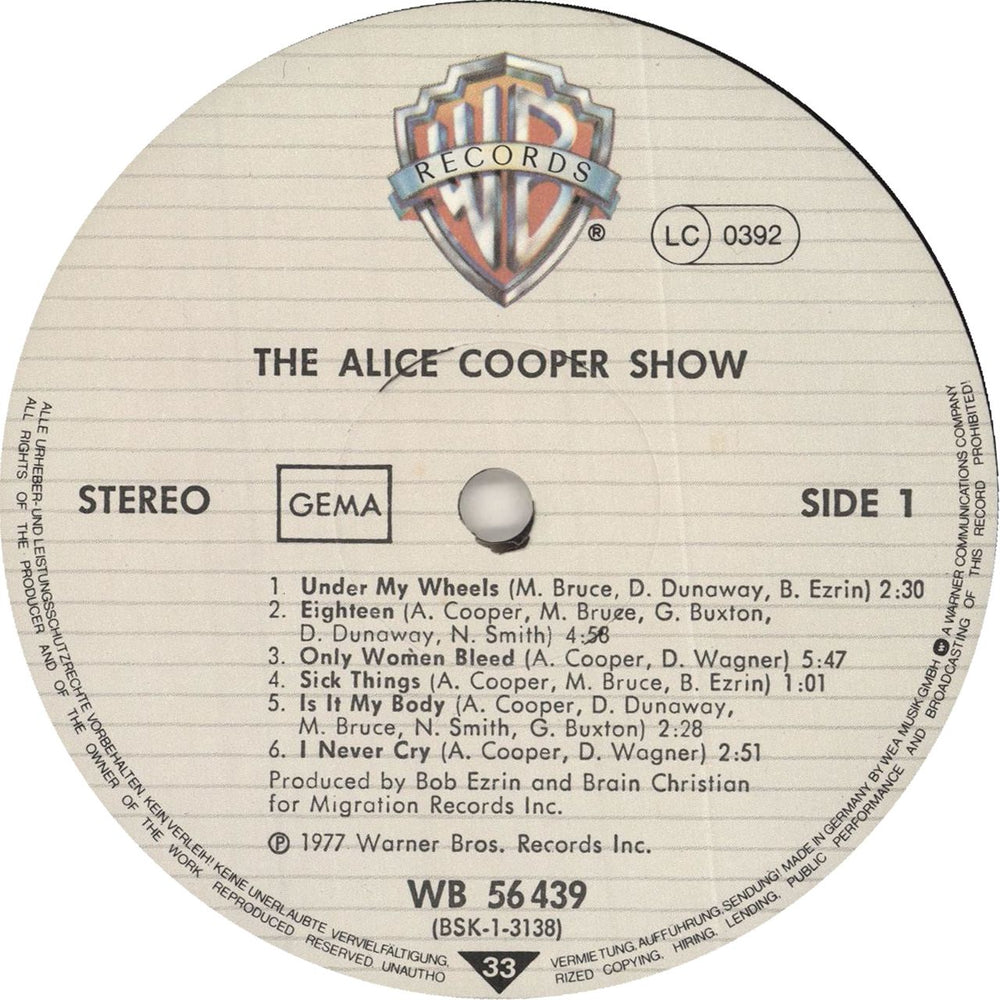 WB
RECORDS
®
LC 0392
THE ALICE COOPER SHOW
STEREO
GEMA
SIDE 1
1. Under My Wheels (M. Bruce, D. Dunaway, B. Ezrin) 2:30
2. Eighteen (A. Cooper, M. Bruce, G. Buxton,
D. Dunaway, N. Smith) 4:58
3. Only Women Bleed (A. Cooper, D. Wagner) 5:47
4. Sick Things (A. Cooper, M. Bruce, B. Ezrin) 1:01
5. Is It My Body (A. Cooper, D. Dunaway,
M. Bruce, N. Smith, G. Buxton) 2:28
6. I Never Cry (A. Cooper, D. Wagner) 2:51
Produced by Bob Ezrin and Brain Christian
for Migration Records Inc.
℗ 1977 Warner Bros. Records Inc.
WB 56 439
(BSK-1-3138)
33
ALLE URHEBER- UND LEISTUNGSSCHUTZRECHTE VORBEHALTEN. KEIN VERLEIH! KEINE UNERLAUBTE VERVIELFÄLTIGUNG, VERMIETUNG, AUFFÜHRUNG, SENDUNG! MADE IN GERMANY BY WEA MUSIK GMBH A WARNER COMMUNICATIONS COMPANY
ALL RIGHTS OF THE PRODUCER AND OF THE OWNER OF THE WORK REPRODUCED RESERVED. UNAUTHORIZED COPYING, HIRING, LENDING, PUBLIC PERFORMANCE AND BROADCASTING OF THIS RECORD PROHIBITED!